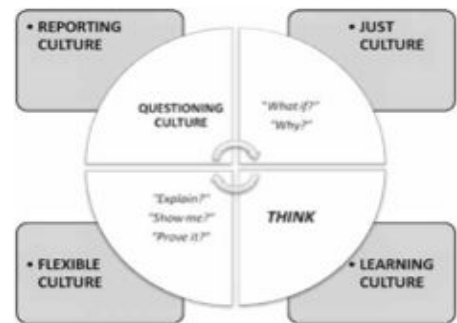 • REPORTING
CULTURE
• JUST
CULTURE
QUESTIONING
CULTURE
"What if?"
"Why?"
"Explain?"
"Show me?"
"Prove it?"
THINK
• FLEXIBLE
CULTURE
• LEARNING
CULTURE